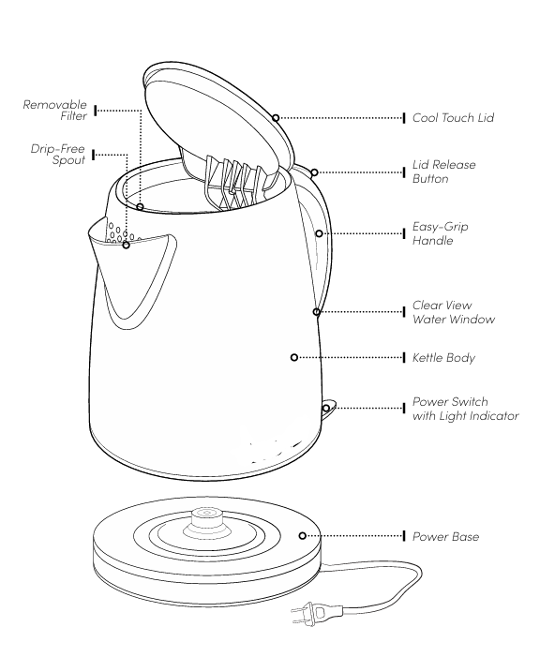 Removable
Filter
Drip-Free
Spout
Cool Touch Lid
Lid Release
Button
Easy-Grip
Handle
Clear View
Water Window
Kettle Body
Power Switch
with Light Indicator
Power Base